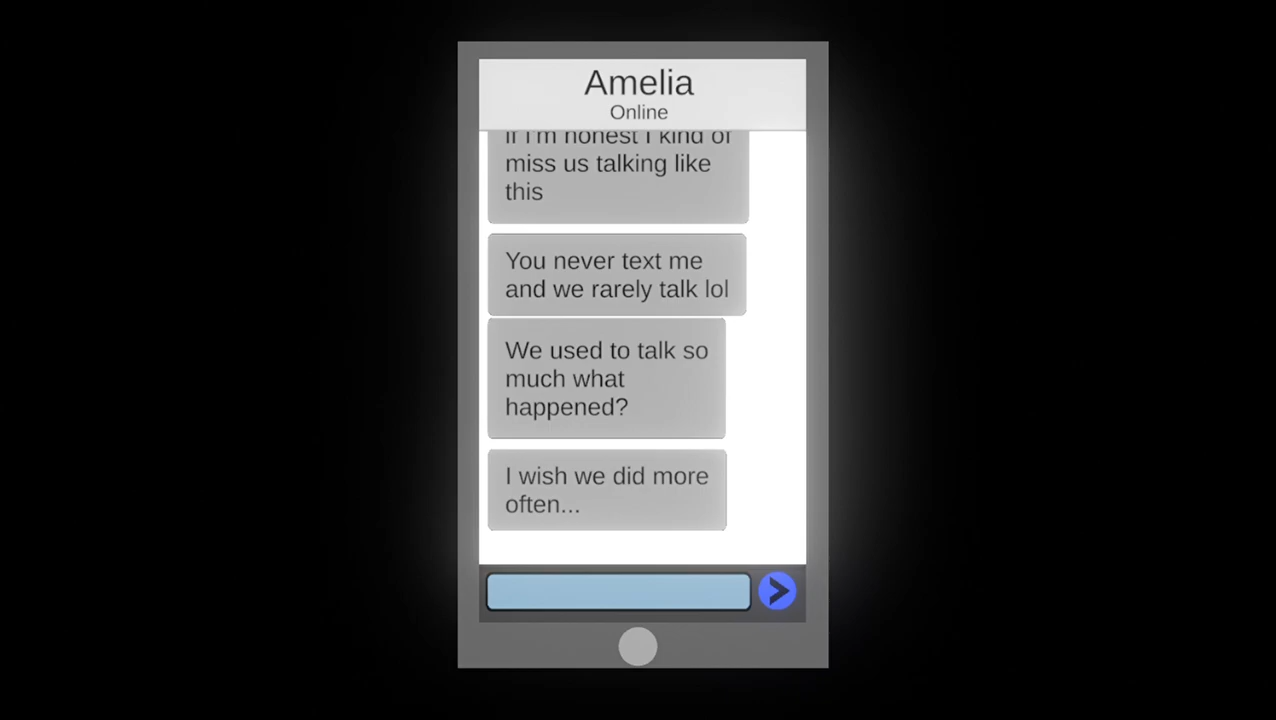 Amelia
Online
If I'm honest I kind of
miss us talking like
this
You never text me
and we rarely talk lol
We used to talk so
much what
happened?
I wish we did more
often...